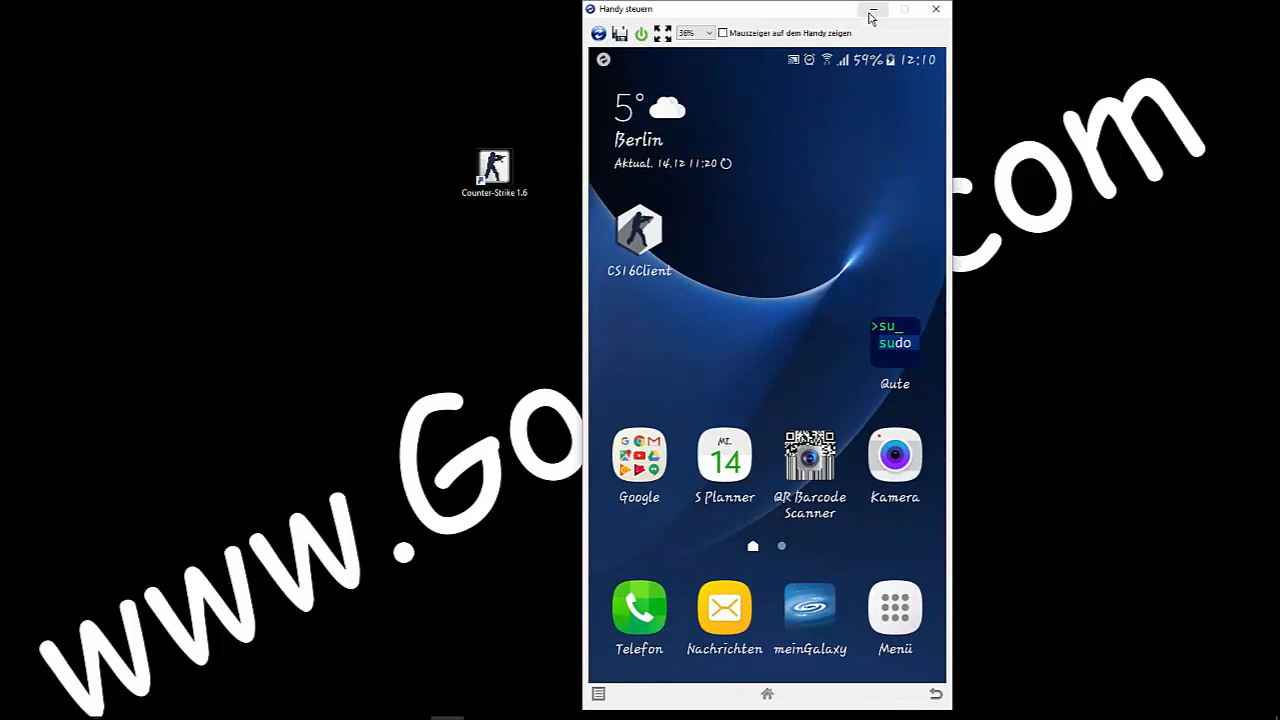 Handy steuern
36%
Mauszeiger auf dem Handy zeigen
59% 12:10
5°
Berlin
Aktual. 14.12 11:20
Counter-Strike 1.6
CS16Client
>su_
sudo
Qute
MI.
14
Google
S Planner
QR Barcode
Scanner
Kamera
Telefon
Nachrichten
meinGalaxy
Menü
www.Go
com